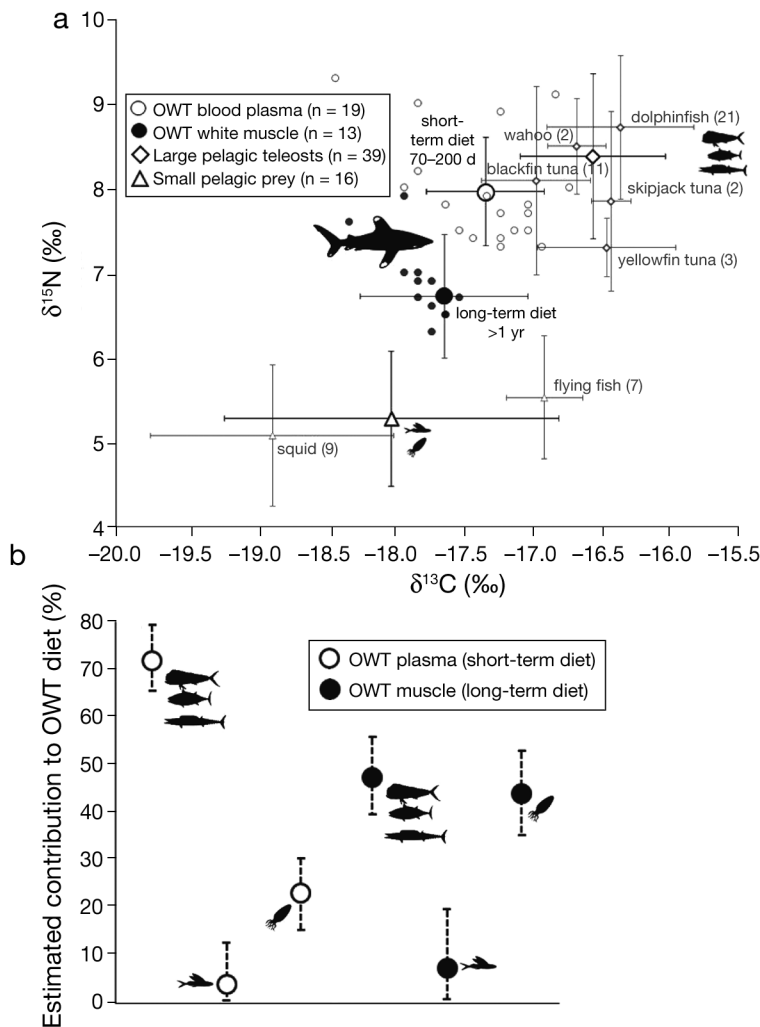 a
10
9
8
7
6
5
4
δ15N (‰)
OWT blood plasma (n = 19)
OWT white muscle (n = 13)
Large pelagic teleosts (n = 39)
Small pelagic prey (n = 16)
short-
term diet
70–200 d
dolphinfish (21)
wahoo (2)
blackfin tuna (11)
skipjack tuna (2)
yellowfin tuna (3)
long-term diet
>1 yr
flying fish (7)
squid (9)
–20.0 –19.5 –19.0 –18.5 –18.0 –17.5 –17.0 –16.5 –16.0 –15.5
δ13C (‰)
b
Estimated contribution to OWT diet (%)
80
70
60
50
40
30
20
10
0
OWT plasma (short-term diet)
OWT muscle (long-term diet)